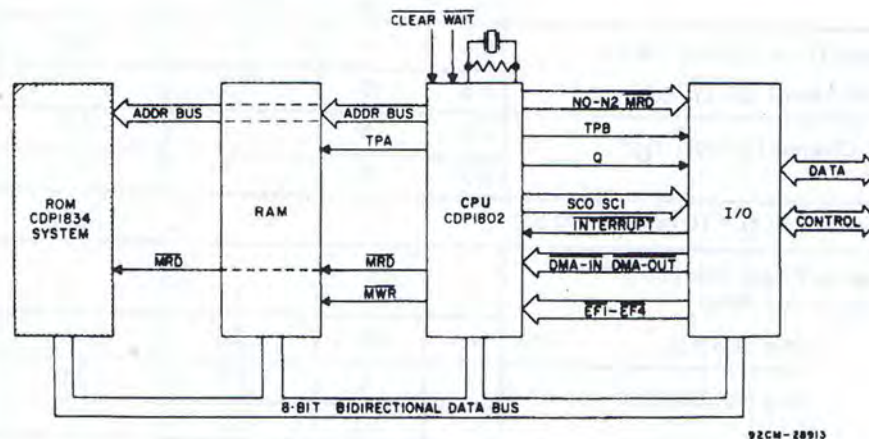 CLEAR WAIT
ADDR BUS
ADDR BUS
NO-N2 MRD
TPA
TPB
Q
ROM
CDP1834
SYSTEM
RAM
CPU
CDP1802
I/O
DATA
SCO SCI
INTERRUPT
CONTROL
MRD
MRD
DMA-IN DMA-OUT
MWR
EF1-EF4
8-BIT BIDIRECTIONAL DATA BUS
92CM-28913